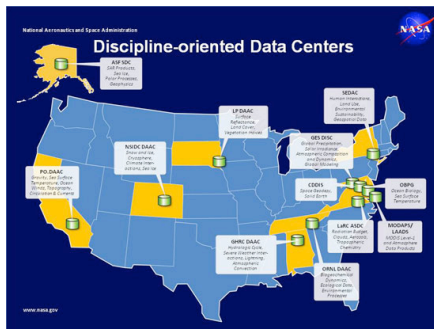 National Aeronautics and Space Administration
NASA
Discipline-oriented Data Centers
ASF SDC
SAR Products,
Sea Ice,
Polar Processes,
Geophysics
SEDAC
Human Interactions,
Land Use,
Environmental
Sustainability,
Geospatial Data
LP DAAC
Surface
Reflectance,
Land Cover,
Vegetation Indices
NSIDC DAAC
Snow and Ice,
Cryosphere,
Climate Inter-
actions, Sea Ice
GES DISC
Global Precipitation,
Solar Irradiance,
Atmospheric Composition
and Dynamics,
Global Modeling
PO.DAAC
Gravity, Sea Surface
Temperature, Ocean
Winds, Topography,
Circulation & Currents
CDDIS
Space Geodesy,
Solid Earth
OBPG
Ocean Biology,
Sea Surface
Temperature
LaRC ASDC
Radiation Budget,
Clouds, Aerosols,
Tropospheric
Chemistry
MODAPS/
LAADS
MODIS Level-1
and Atmosphere
Data Products
GHRC DAAC
Hydrologic Cycle,
Severe Weather Inter-
actions, Lightning,
Atmospheric
Convection
ORNL DAAC
Biogeochemical
Dynamics,
Ecological Data,
Environmental
Processes
www.nasa.gov